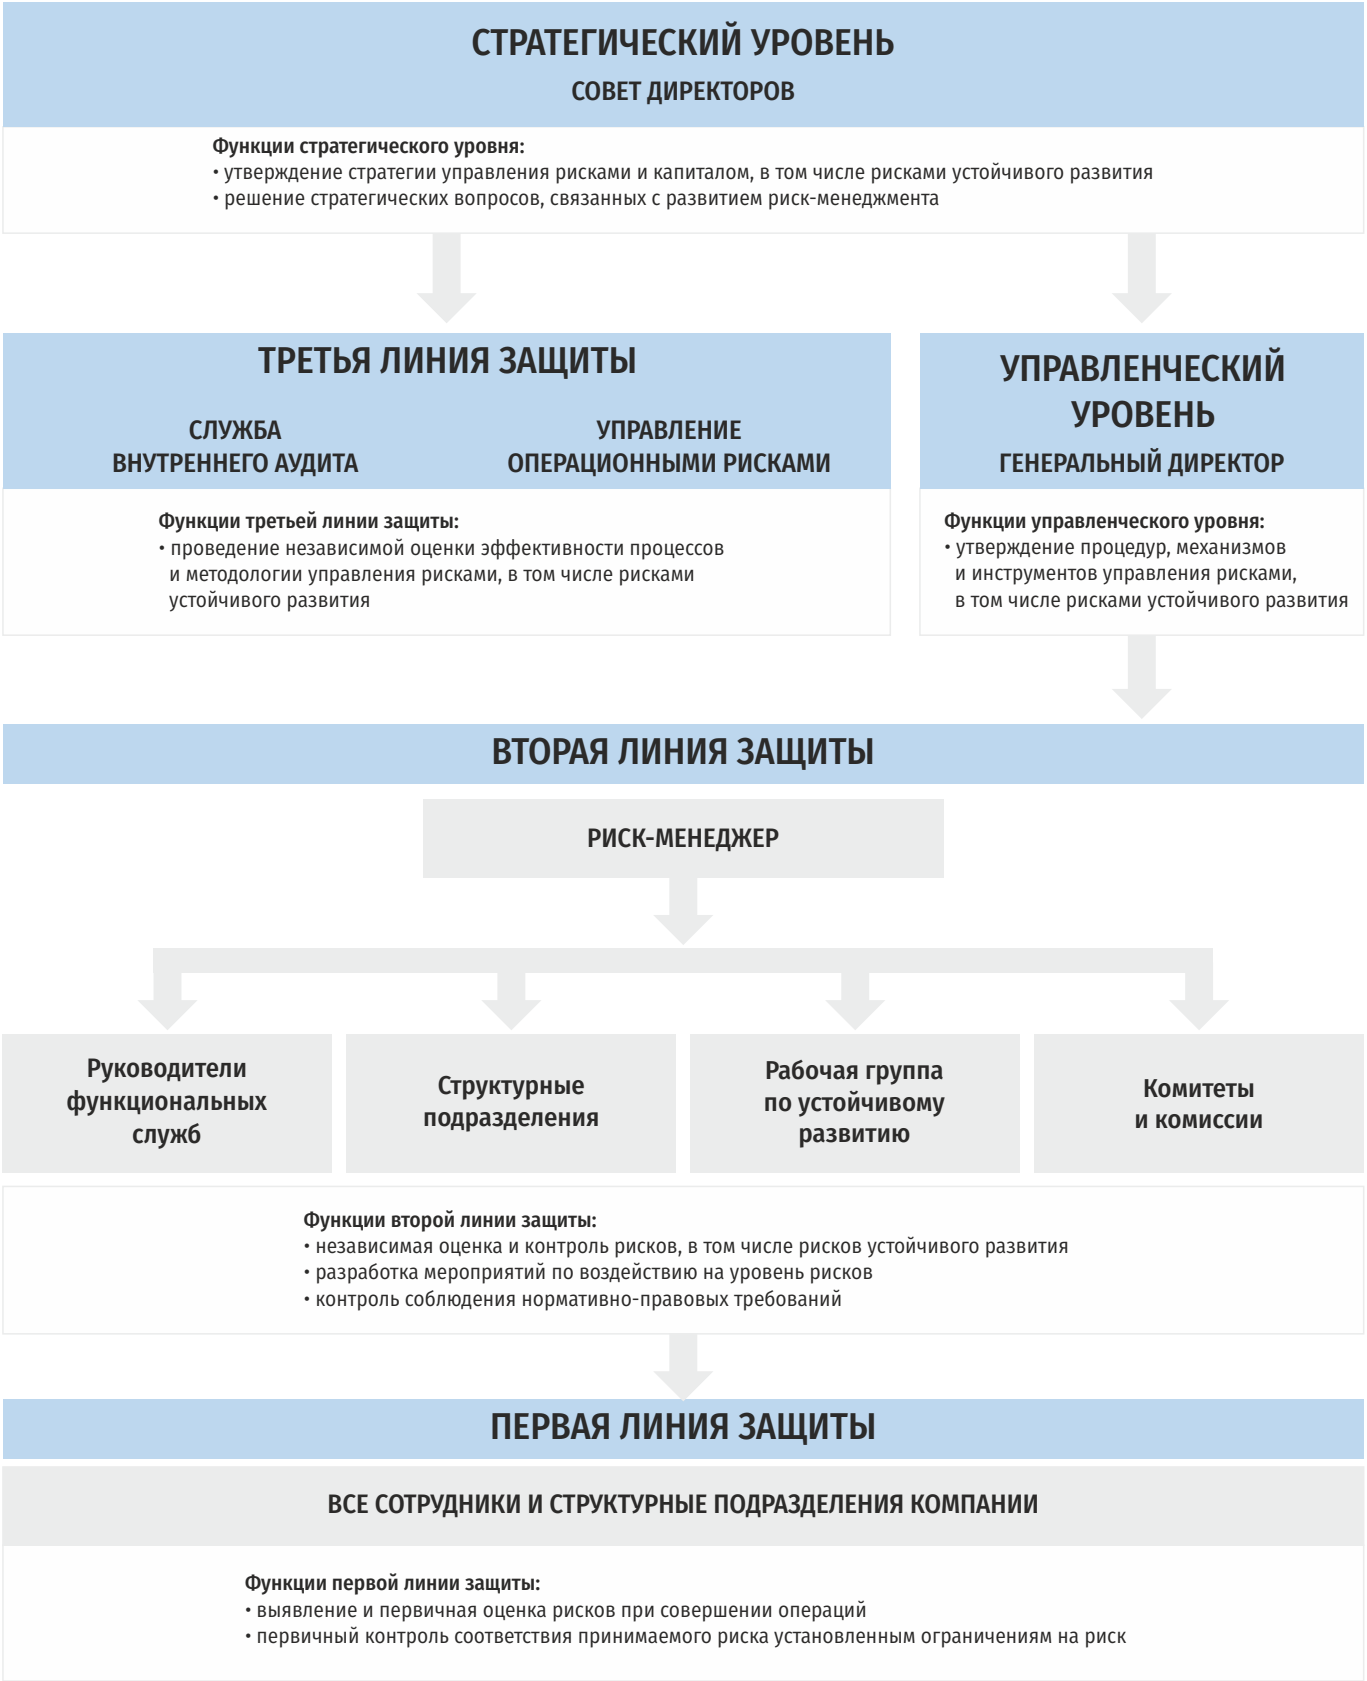 СТРАТЕГИЧЕСКИЙ УРОВЕНЬ
СОВЕТ ДИРЕКТОРОВ
Функции стратегического уровня:
• утверждение стратегии управления рисками и капиталом, в том числе рисками устойчивого развития
• решение стратегических вопросов, связанных с развитием риск-менеджмента
ТРЕТЬЯ ЛИНИЯ ЗАЩИТЫ
СЛУЖБА
ВНУТРЕННЕГО АУДИТА
УПРАВЛЕНИЕ
ОПЕРАЦИОННЫМИ РИСКАМИ
Функции третьей линии защиты:
• проведение независимой оценки эффективности процессов
и методологии управления рисками, в том числе рисками
устойчивого развития
УПРАВЛЕНЧЕСКИЙ
УРОВЕНЬ
ГЕНЕРАЛЬНЫЙ ДИРЕКТОР
Функции управленческого уровня:
• утверждение процедур, механизмов
и инструментов управления рисками,
в том числе рисками устойчивого развития
ВТОРАЯ ЛИНИЯ ЗАЩИТЫ
РИСК-МЕНЕДЖЕР
Руководители
функциональных
служб
Структурные
подразделения
Рабочая группа
по устойчивому
развитию
Комитеты
и комиссии
Функции второй линии защиты:
• независимая оценка и контроль рисков, в том числе рисков устойчивого развития
• разработка мероприятий по воздействию на уровень рисков
• контроль соблюдения нормативно-правовых требований
ПЕРВАЯ ЛИНИЯ ЗАЩИТЫ
ВСЕ СОТРУДНИКИ И СТРУКТУРНЫЕ ПОДРАЗДЕЛЕНИЯ КОМПАНИИ
Функции первой линии защиты:
• выявление и первичная оценка рисков при совершении операций
• первичный контроль соответствия принимаемого риска установленным ограничениям на риск